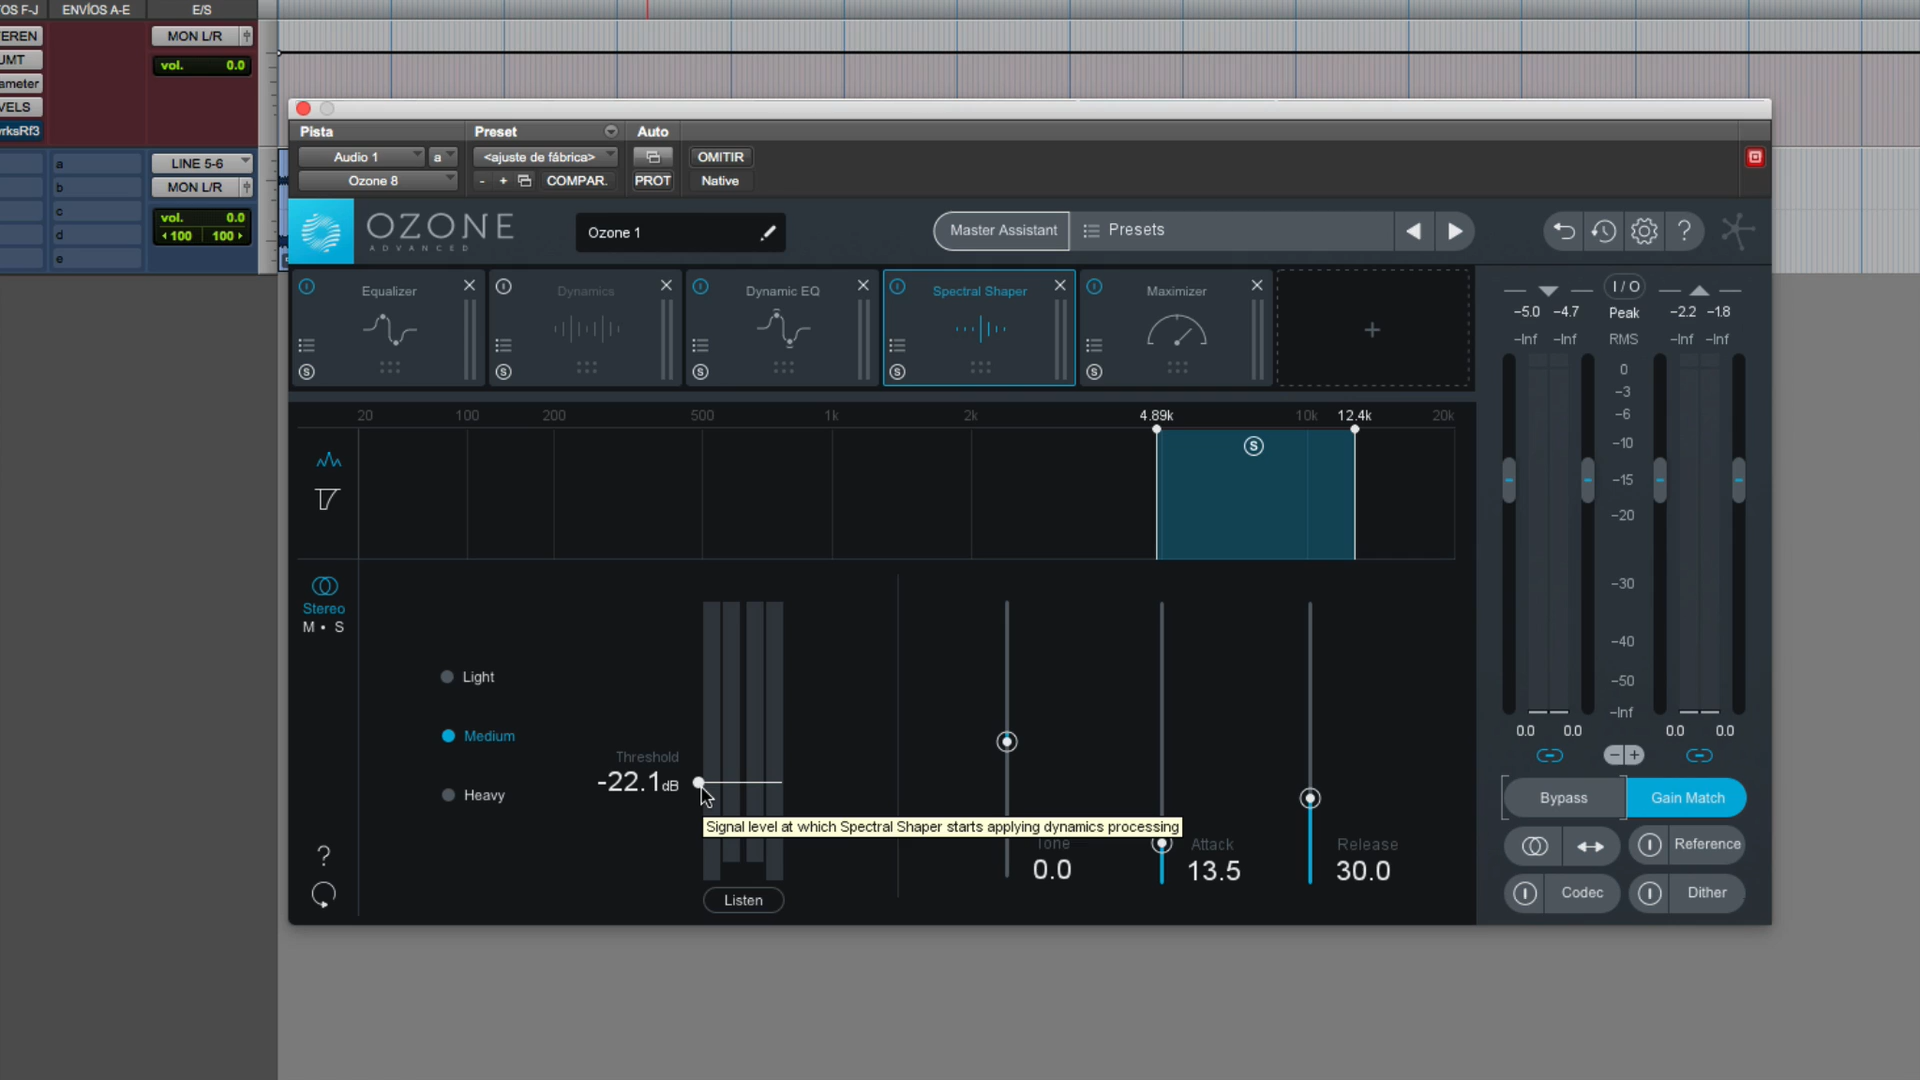 OS F-J ENVÍOS A-E E/S
EREN MON L/R
UMT
vol. 0.0
ameter
VELS
rksRf3
a LINE 5-6
b MON L/R
c
vol. 0.0
d 100 100
e
Pista Preset Auto
Audio 1 a <ajuste de fábrica> OMITIR
Ozone 8 - + COMPAR. PROT Native
OZONE
ADVANCED
Ozone 1
Master Assistant Presets ?
Equalizer Dynamics Dynamic EQ Spectral Shaper Maximizer
S S S S S
+
I / O
-5.0 -4.7 Peak -2.2 -1.8
-Inf -Inf RMS -Inf -Inf
0
-3
-6
-10
-15
-20
-30
-40
-50
-Inf
0.0 0.0 0.0 0.0
- +
20 100 200 500 1k 2k 4.89k 10k 12.4k 20k
S
Stereo
M • S
Light
Medium
Heavy
Threshold
-22.1dB
Signal level at which Spectral Shaper starts applying dynamics processing
Tone Attack Release
0.0 13.5 30.0
Listen
?
Bypass Gain Match
Reference
Codec Dither